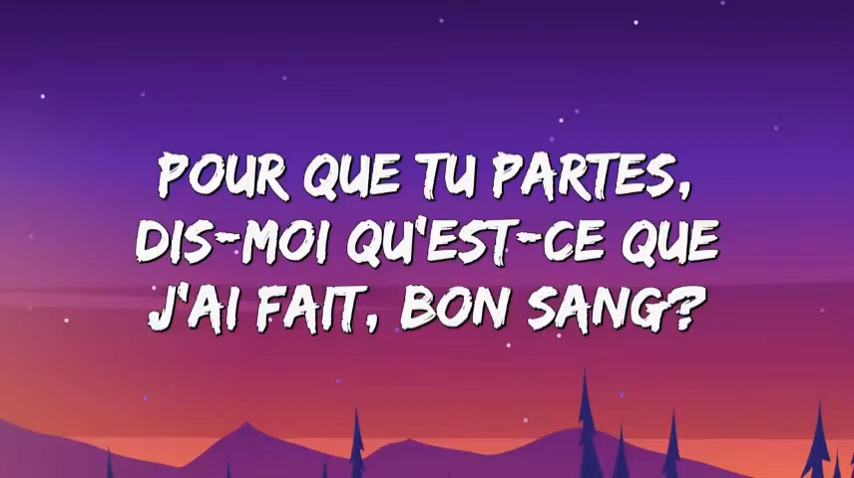 POUR QUE TU PARTES,
DIS-MOI QU'EST-CE QUE
J'AI FAIT, BON SANG?